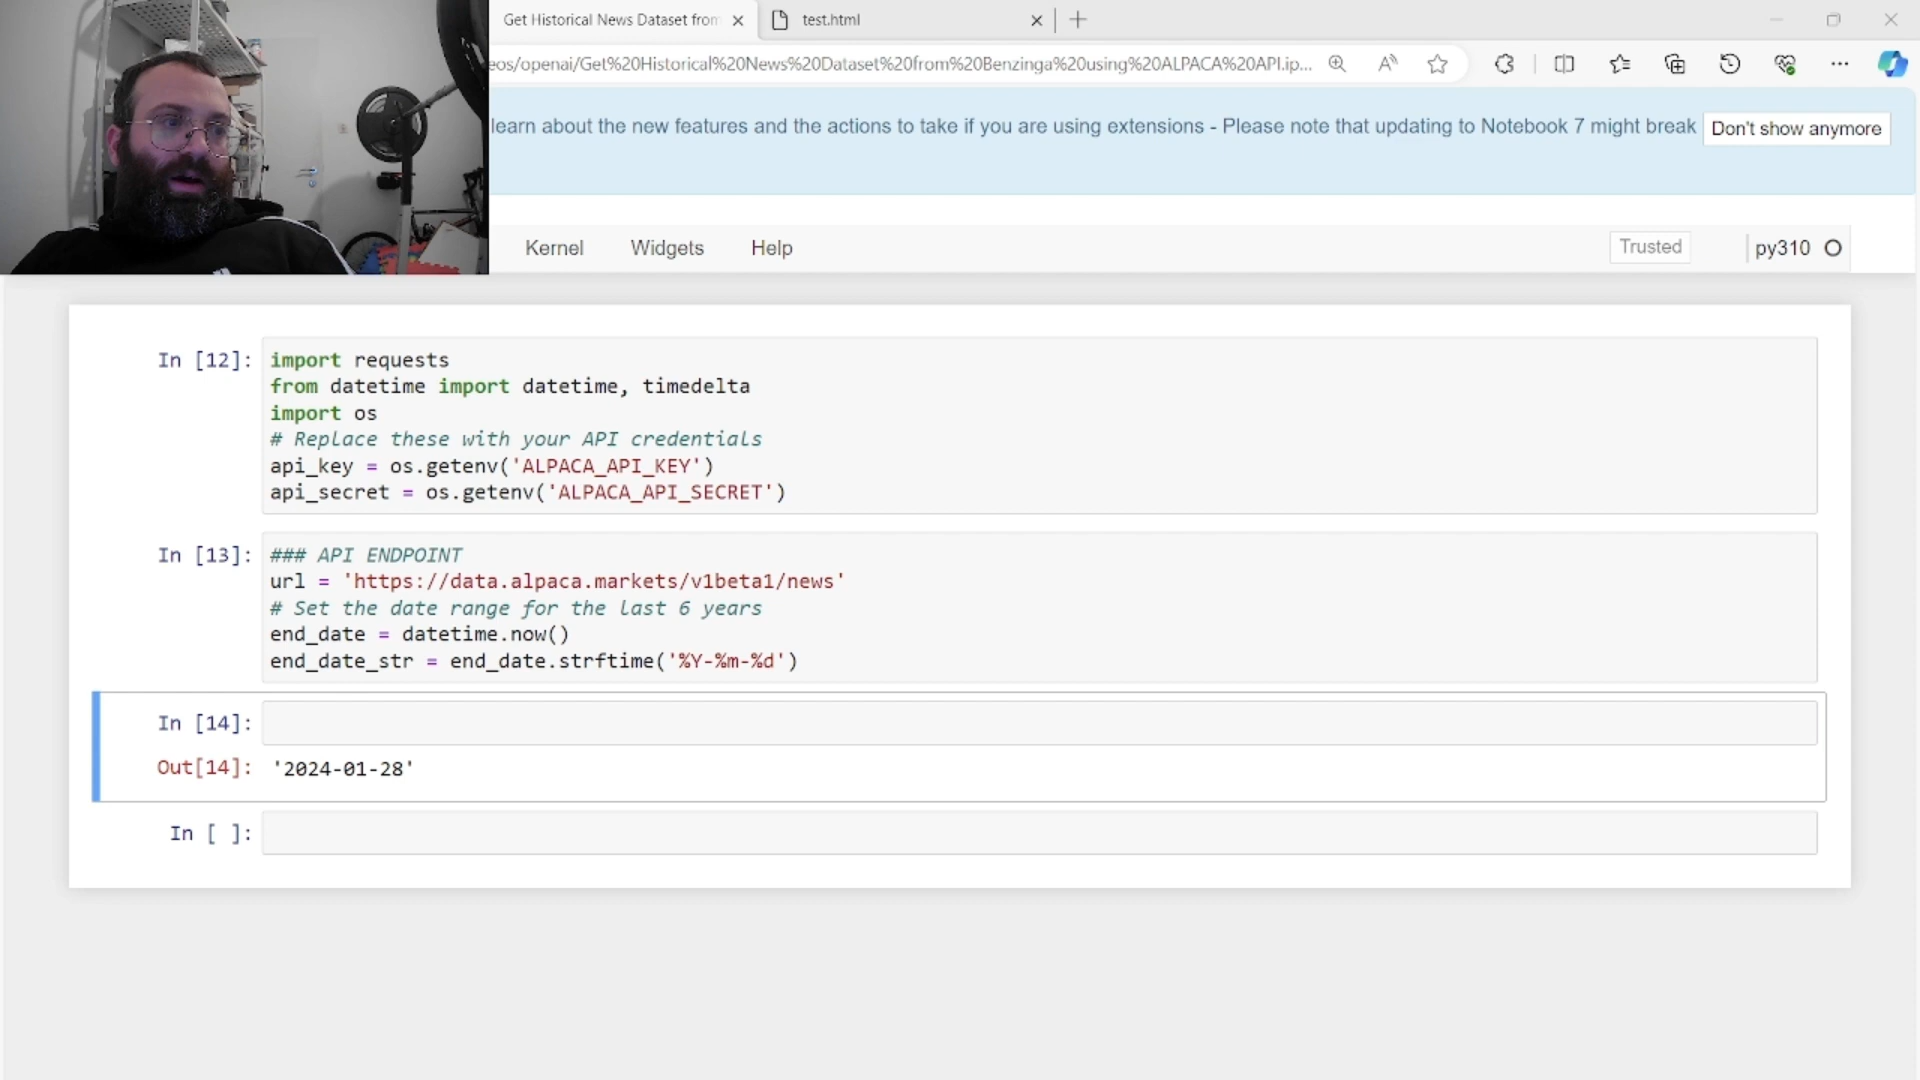 Get Historical News Dataset from
test.html
eos/openai/Get%20Historical%20News%20Dataset%20from%20Benzinga%20using%20ALPACA%20API.ip...
learn about the new features and the actions to take if you are using extensions - Please note that updating to Notebook 7 might break
Don't show anymore
Kernel
Widgets
Help
Trusted
py310
In [12]:
import requests
from datetime import datetime, timedelta
import os
# Replace these with your API credentials
api_key = os.getenv('ALPACA_API_KEY')
api_secret = os.getenv('ALPACA_API_SECRET')
In [13]:
### API ENDPOINT
url = 'https://data.alpaca.markets/v1beta1/news'
# Set the date range for the last 6 years
end_date = datetime.now()
end_date_str = end_date.strftime('%Y-%m-%d')
In [14]:
Out[14]: '2024-01-28'
In [ ]: